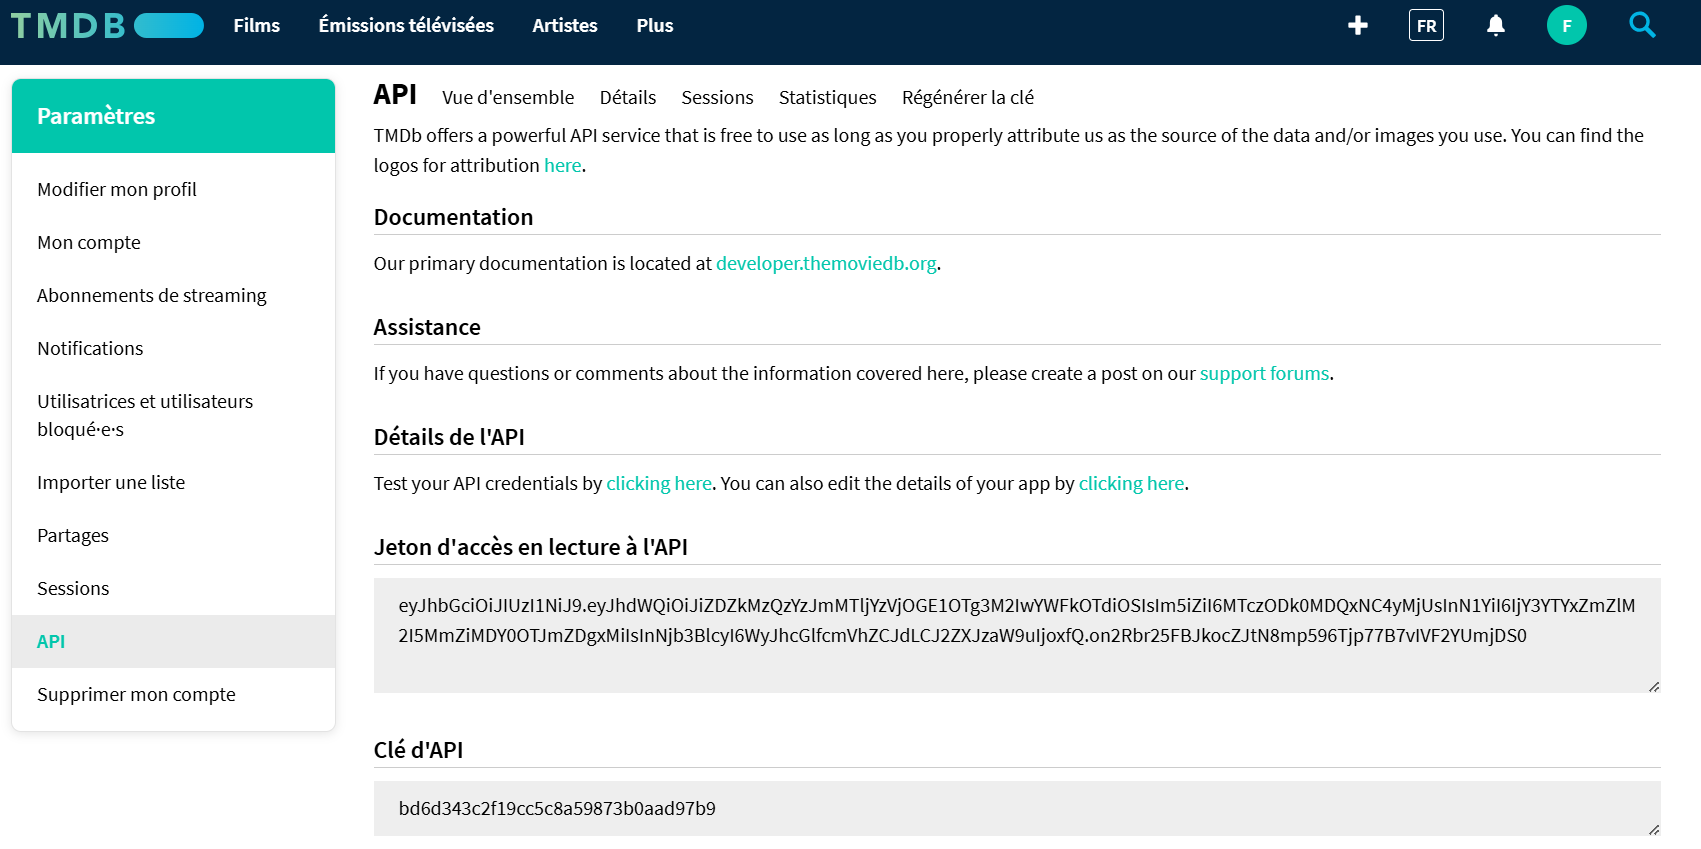 TMDB Films Émissions télévisées Artistes Plus FR F
Paramètres
Modifier mon profil
Mon compte
Abonnements de streaming
Notifications
Utilisatrices et utilisateurs
bloqué·e·s
Importer une liste
Partages
Sessions
API
Supprimer mon compte
API Vue d'ensemble Détails Sessions Statistiques Régénérer la clé
TMDb offers a powerful API service that is free to use as long as you properly attribute us as the source of the data and/or images you use. You can find the
logos for attribution here.
Documentation
Our primary documentation is located at developer.themoviedb.org.
Assistance
If you have questions or comments about the information covered here, please create a post on our support forums.
Détails de l'API
Test your API credentials by clicking here. You can also edit the details of your app by clicking here.
Jeton d'accès en lecture à l'API
eyJhbGciOiJIUzI1NiJ9.eyJhdWQiOiJiZDZkMzQzYzJmMTljYzVjOGE1OTg3M2IwYWFkOTdiOSIsIm5iZiI6MTczODk0MDQxNC4yMjUsInN1YiI6IjY3YTYxZmZlM
2I5MmZiMDY0OTJmZDgxMiIsInNjb3BlcyI6WyJhcGlfcmVhZCJdLCJ2ZXJzaW9uIjoxfQ.on2Rbr25FBJkocZJtN8mp596Tjp77B7vIVF2YUmjDS0
Clé d'API
bd6d343c2f19cc5c8a59873b0aad97b9